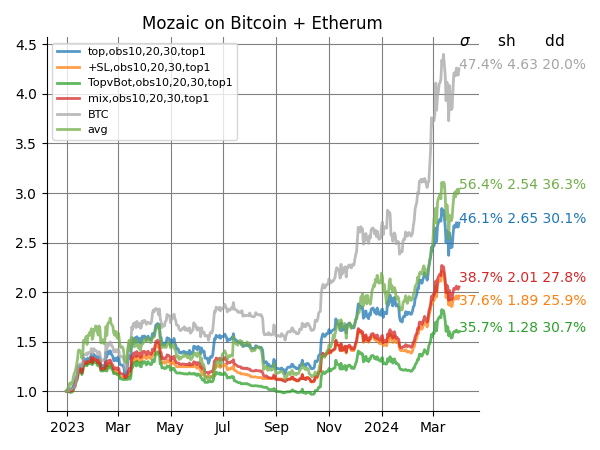 Mozaic on Bitcoin + Etherum
σ sh dd
top,obs10,20,30,top1
+SL,obs10,20,30,top1
TopvBot,obs10,20,30,top1
mix,obs10,20,30,top1
BTC
avg
47.4% 4.63 20.0%
56.4% 2.54 36.3%
46.1% 2.65 30.1%
38.7% 2.01 27.8%
37.6% 1.89 25.9%
35.7% 1.28 30.7%
4.5
4.0
3.5
3.0
2.5
2.0
1.5
1.0
2023 Mar May Jul Sep Nov 2024 Mar